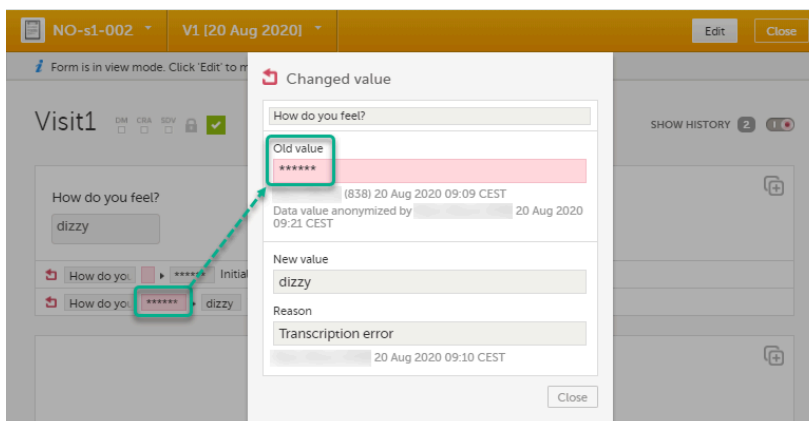 NO-s1-002 V1 [20 Aug 2020] Edit Close
Form is in view mode. Click 'Edit' to m
Changed value
Visit1 DM CRA SDV
SHOW HISTORY 2
How do you feel?
dizzy
How do you ****** Initial
How do you ****** dizzy
How do you feel?
Old value
******
(838) 20 Aug 2020 09:09 CEST
Data value anonymized by 20 Aug 2020
09:21 CEST
New value
dizzy
Reason
Transcription error
20 Aug 2020 09:10 CEST
Close